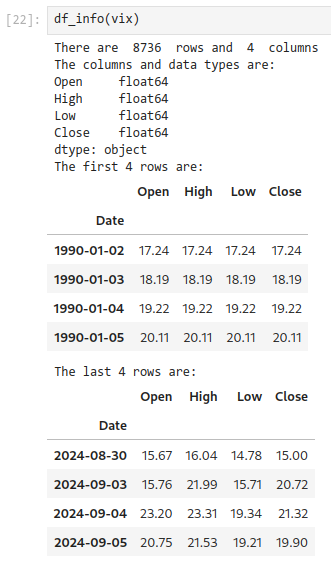 [22]: df_info(vix)
There are  8736  rows and  4  columns
The columns and data types are:
Open     float64
High     float64
Low      float64
Close    float64
dtype: object
The first 4 rows are:
Open High Low Close
Date
1990-01-02 17.24 17.24 17.24 17.24
1990-01-03 18.19 18.19 18.19 18.19
1990-01-04 19.22 19.22 19.22 19.22
1990-01-05 20.11 20.11 20.11 20.11
The last 4 rows are:
Open High Low Close
Date
2024-08-30 15.67 16.04 14.78 15.00
2024-09-03 15.76 21.99 15.71 20.72
2024-09-04 23.20 23.31 19.34 21.32
2024-09-05 20.75 21.53 19.21 19.90